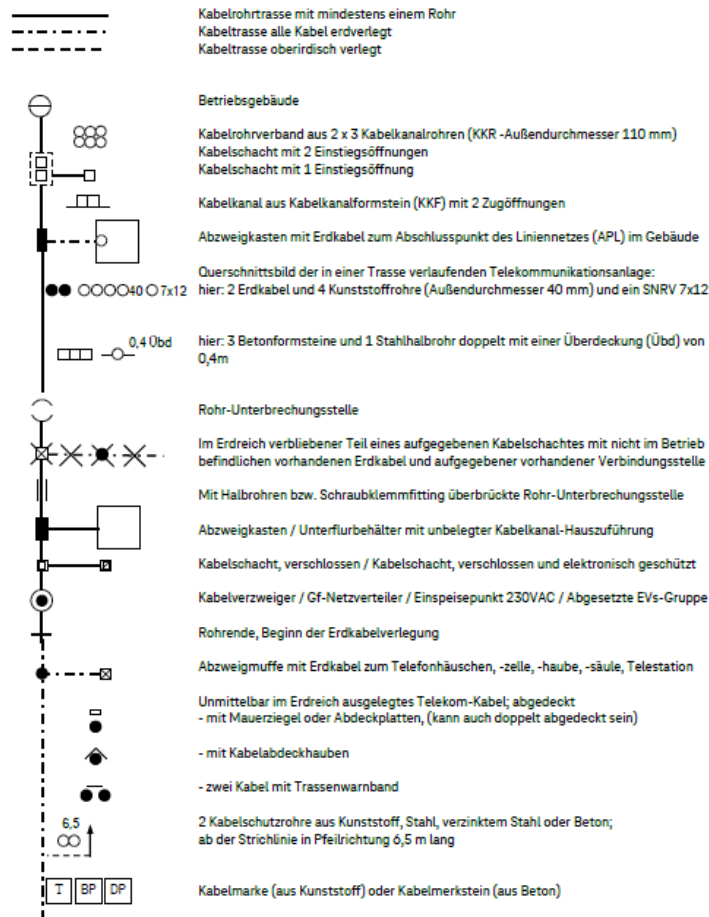 Kabelrohrtrasse mit mindestens einem Rohr
Kabeltrasse alle Kabel erdverlegt
Kabeltrasse oberirdisch verlegt
Betriebsgebäude
Kabelrohrverband aus 2 x 3 Kabelkanalrohren (KKR -Außendurchmesser 110 mm)
Kabelschacht mit 2 Einstiegsöffnungen
Kabelschacht mit 1 Einstiegsöffnung
Kabelkanal aus Kabelkanalformstein (KKF) mit 2 Zugöffnungen
Abzweigkasten mit Erdkabel zum Abschlusspunkt des Liniennetzes (APL) im Gebäude
Querschnittsbild der in einer Trasse verlaufenden Telekommunikationsanlage:
40 7x12 hier: 2 Erdkabel und 4 Kunststoffrohre (Außendurchmesser 40 mm) und ein SNRV 7x12
0,4 Übd hier: 3 Betonformsteine und 1 Stahlhalbrohr doppelt mit einer Überdeckung (Übd) von
0,4m
Rohr-Unterbrechungsstelle
Im Erdreich verbliebener Teil eines aufgegebenen Kabelschachtes mit nicht im Betrieb
befindlichen vorhandenen Erdkabel und aufgegebener vorhandener Verbindungsstelle
Mit Halbrohren bzw. Schraubklemmfitting überbrückte Rohr-Unterbrechungsstelle
Abzweigkasten / Unterflurbehälter mit unbelegter Kabelkanal-Hauszuführung
Kabelschacht, verschlossen / Kabelschacht, verschlossen und elektronisch geschützt
Kabelverzweiger / Gf-Netzverteiler / Einspeisepunkt 230VAC / Abgesetzte EVs-Gruppe
Rohrende, Beginn der Erdkabelverlegung
Abzweigmuffe mit Erdkabel zum Telefonhäuschen, -zelle, -haube, -säule, Telestation
Unmittelbar im Erdreich ausgelegtes Telekom-Kabel; abgedeckt
- mit Mauerziegel oder Abdeckplatten, (kann auch doppelt abgedeckt sein)
- mit Kabelabdeckhauben
- zwei Kabel mit Trassenwarnband
6,5 2 Kabelschutzrohre aus Kunststoff, Stahl, verzinktem Stahl oder Beton;
ab der Strichlinie in Pfeilrichtung 6,5 m lang
T BP DP Kabelmarke (aus Kunststoff) oder Kabelmerkstein (aus Beton)